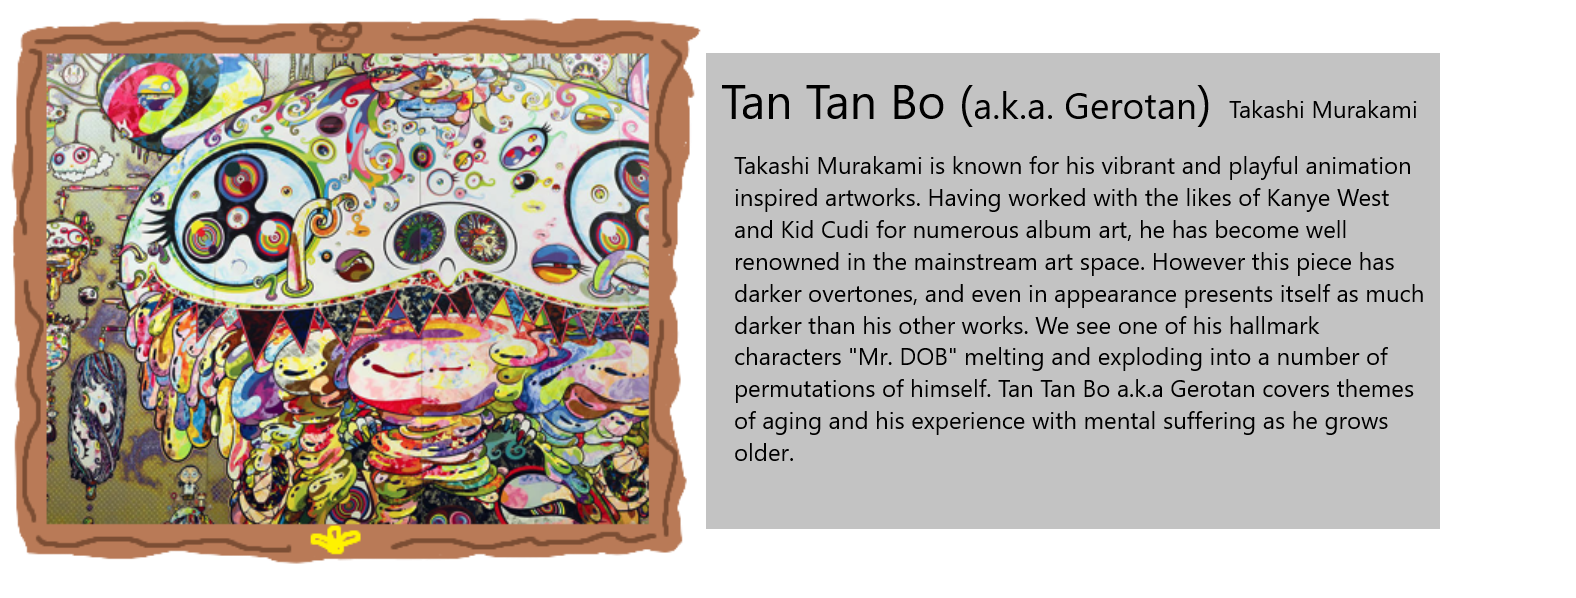 Tan Tan Bo (a.k.a. Gerotan) Takashi Murakami
Takashi Murakami is known for his vibrant and playful animation
inspired artworks. Having worked with the likes of Kanye West
and Kid Cudi for numerous album art, he has become well
renowned in the mainstream art space. However this piece has
darker overtones, and even in appearance presents itself as much
darker than his other works. We see one of his hallmark
characters "Mr. DOB" melting and exploding into a number of
permutations of himself. Tan Tan Bo a.k.a Gerotan covers themes
of aging and his experience with mental suffering as he grows
older.